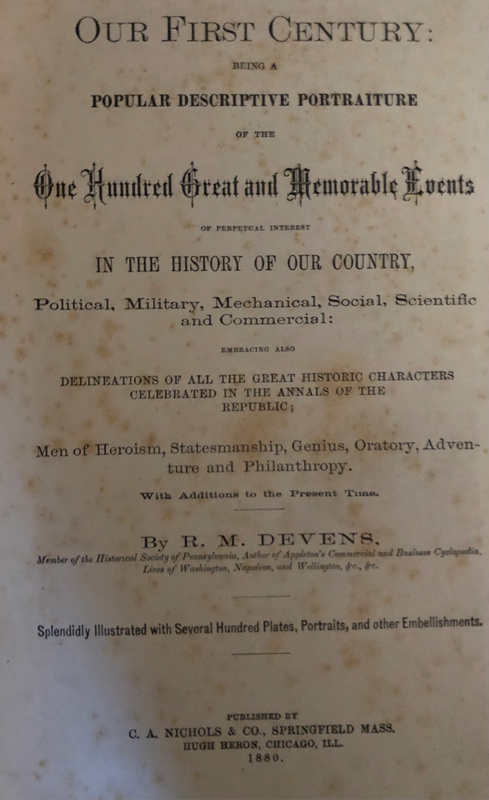 OUR FIRST CENTURY:
BEING A
POPULAR DESCRIPTIVE PORTRAITURE
OF THE
One Hundred Great and Memorable Events
OF PERPETUAL INTEREST
IN THE HISTORY OF OUR COUNTRY,
Political, Military, Mechanical, Social, Scientific
and Commercial:
EMBRACING ALSO
DELINEATIONS OF ALL THE GREAT HISTORIC CHARACTERS
CELEBRATED IN THE ANNALS OF THE
REPUBLIC;
Men of Heroism, Statesmanship, Genius, Oratory, Adven-
ture and Philanthropy.
With Additions to the Present Time.
By R. M. DEVENS.
Member of the Historical Society of Pennsylvania, Author of Appleton's Commercial and Business Cyclopedia,
Lives of Washington, Napoleon, and Wellington, &c., &c.
Splendidly Illustrated with Several Hundred Plates, Portraits, and other Embellishments.
PUBLISHED BY
C. A. NICHOLS & CO., SPRINGFIELD MASS.
HUGH HERON, CHICAGO, ILL.
1880.